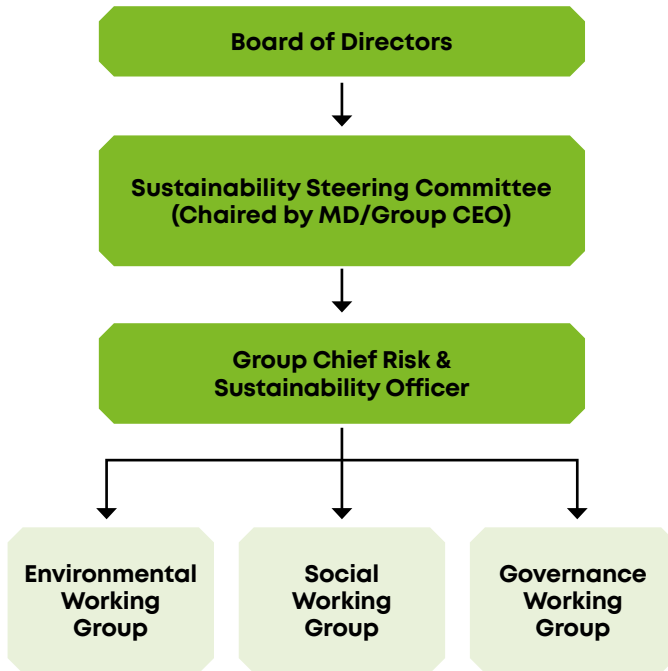 Board of Directors
Sustainability Steering Committee
(Chaired by MD/Group CEO)
Group Chief Risk &
Sustainability Officer
Environmental
Working
Group
Social
Working
Group
Governance
Working
Group